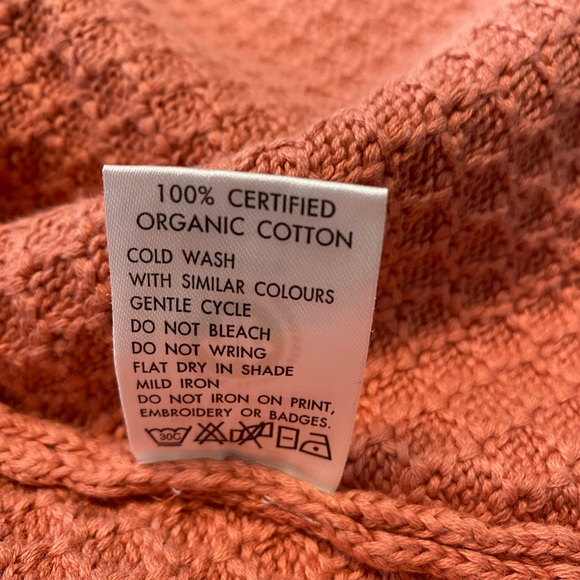 100% CERTIFIED
ORGANIC COTTON
COLD WASH
WITH SIMILAR COLOURS
GENTLE CYCLE
DO NOT BLEACH
DO NOT WRING
FLAT DRY IN SHADE
MILD IRON
DO NOT IRON ON PRINT,
EMBROIDERY OR BADGES.
30C